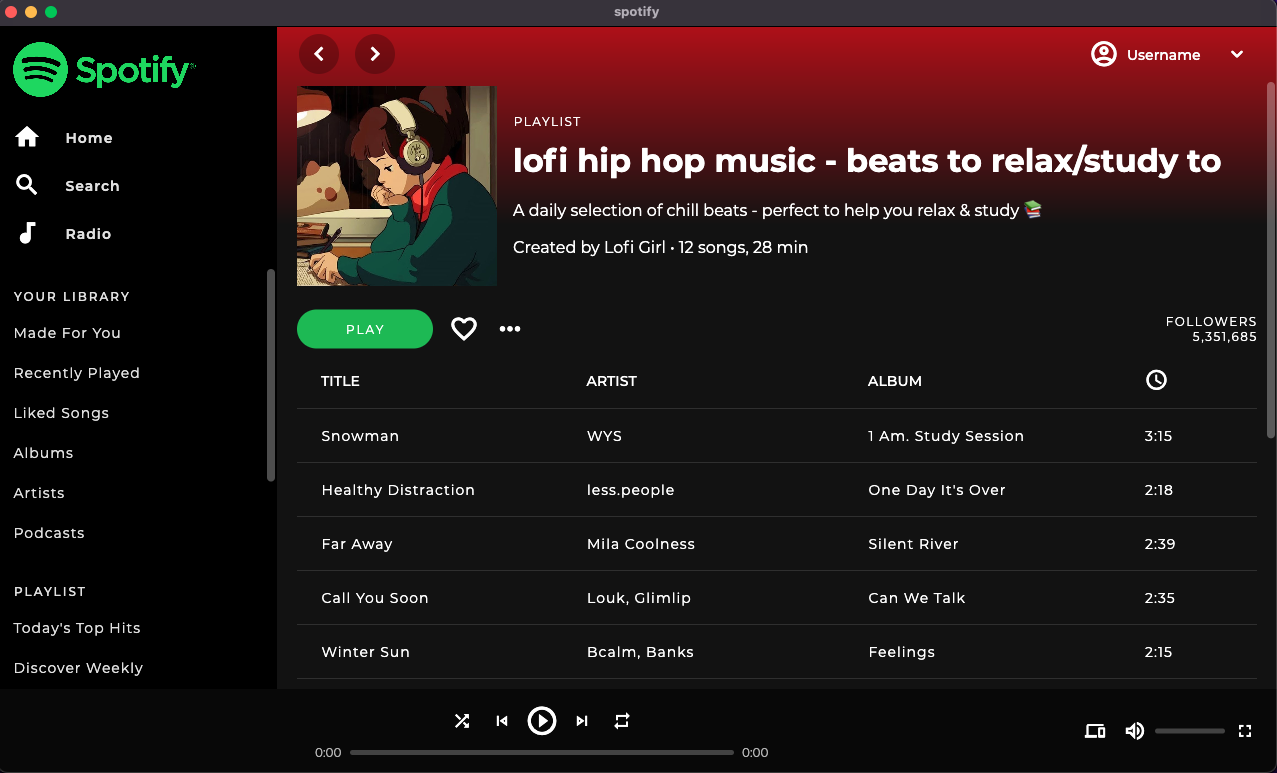 spotify
Spotify
Home
Search
Radio
YOUR LIBRARY
Made For You
Recently Played
Liked Songs
Albums
Artists
Podcasts
PLAYLIST
Today's Top Hits
Discover Weekly
Username
PLAYLIST
lofi hip hop music - beats to relax/study to
A daily selection of chill beats - perfect to help you relax & study 📚
Created by Lofi Girl • 12 songs, 28 min
PLAY
FOLLOWERS
5,351,685
TITLE ARTIST ALBUM
Snowman WYS 1 Am. Study Session 3:15
Healthy Distraction less.people One Day It's Over 2:18
Far Away Mila Coolness Silent River 2:39
Call You Soon Louk, Glimlip Can We Talk 2:35
Winter Sun Bcalm, Banks Feelings 2:15
0:00 0:00